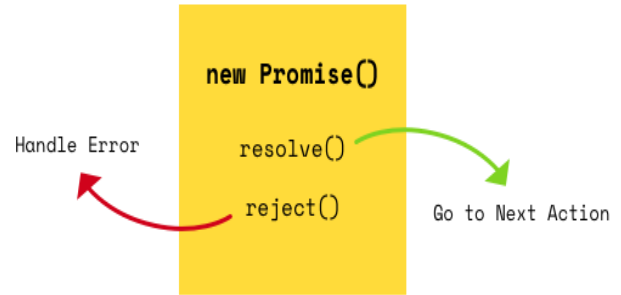 new Promise()
Handle Error
resolve()
reject()
Go to Next Action